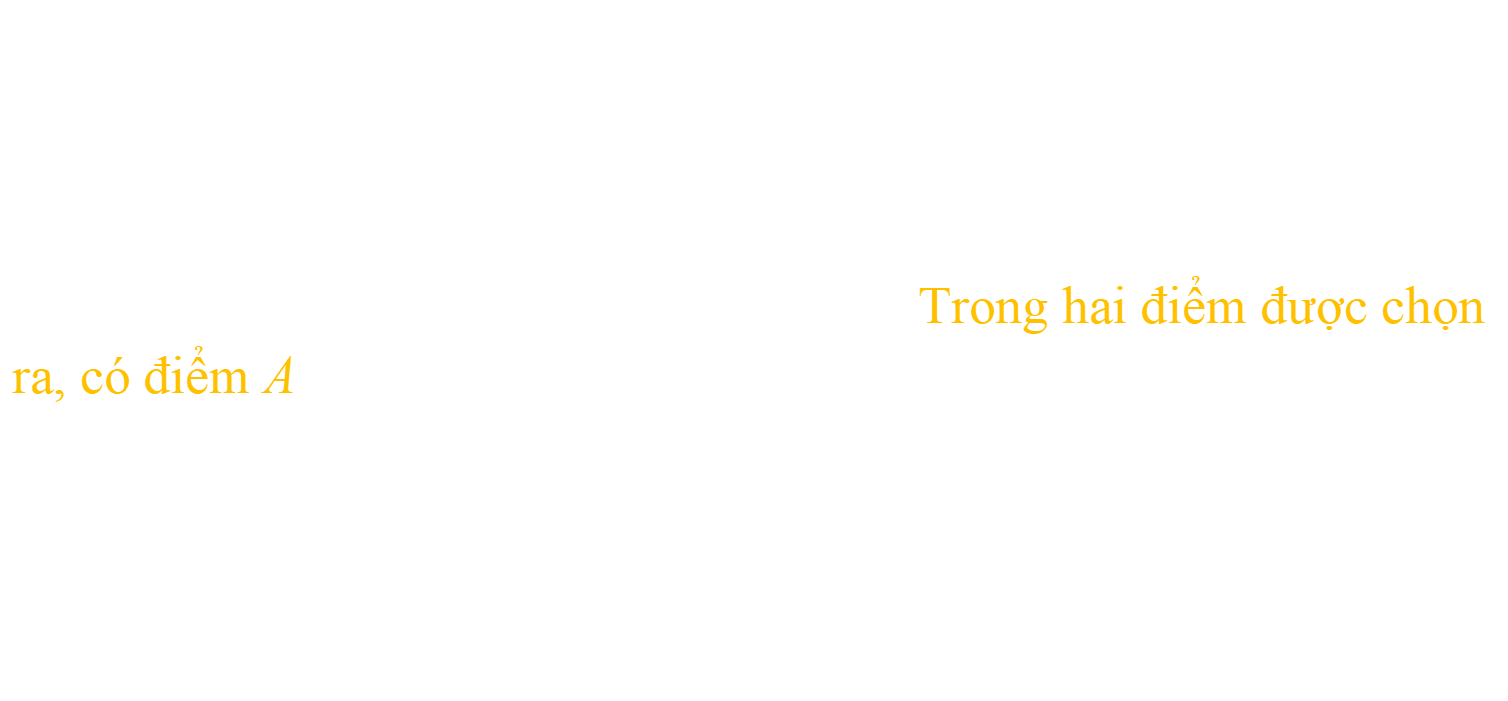 Trong hai điểm được chọn
ra, có điểm A